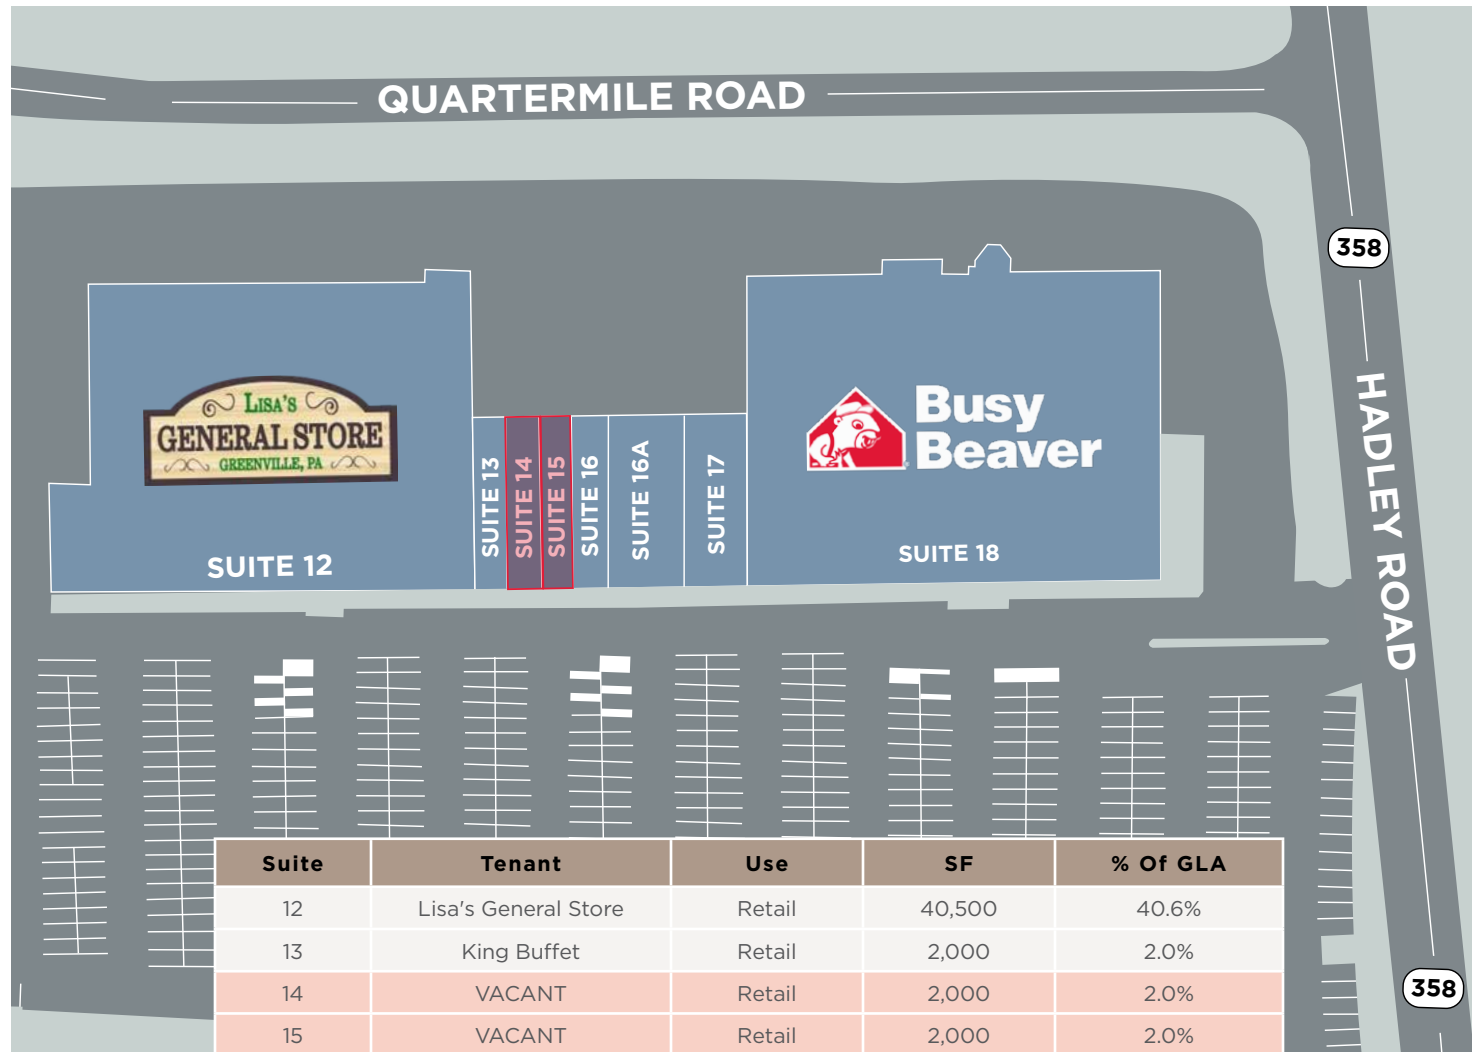 QUARTERMILE ROAD
358
HADLEY ROAD
LISA'S
GENERAL STORE
GREENVILLE, PA
SUITE 12
SUITE 13
SUITE 14
SUITE 15
SUITE 16
SUITE 16A
SUITE 17
Busy
Beaver
SUITE 18
Suite Tenant Use SF % Of GLA
12 Lisa's General Store Retail 40,500 40.6%
13 King Buffet Retail 2,000 2.0%
14 VACANT Retail 2,000 2.0%
15 VACANT Retail 2,000 2.0%
358